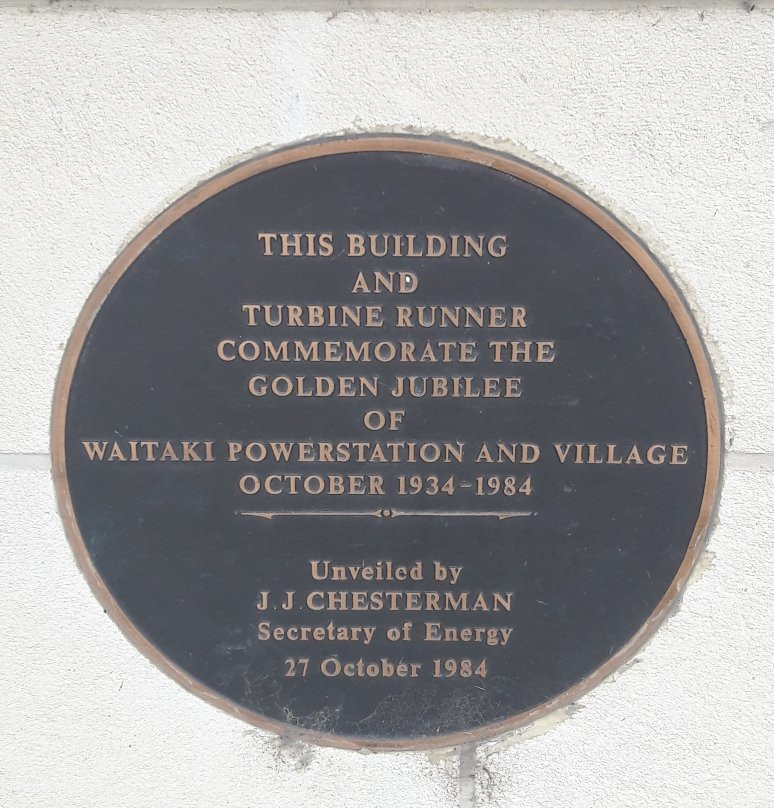 THIS BUILDING
AND
TURBINE RUNNER
COMMEMORATE THE
GOLDEN JUBILEE
OF
WAITAKI POWERSTATION AND VILLAGE
OCTOBER 1934-1984
Unveiled by
J.J.CHESTERMAN
Secretary of Energy
27 October 1984